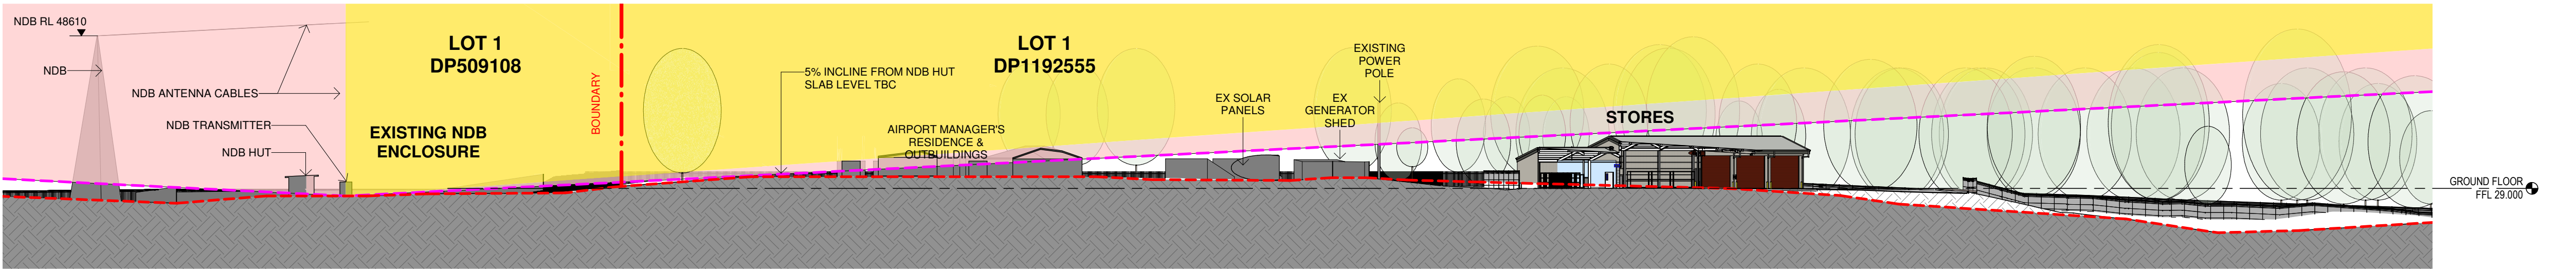 NDB RL 48610
NDB
NDB ANTENNA CABLES
NDB TRANSMITTER
NDB HUT
LOT 1
DP509108
EXISTING NDB
ENCLOSURE
BOUNDARY
5% INCLINE FROM NDB HUT
SLAB LEVEL TBC
AIRPORT MANAGER'S
RESIDENCE &
OUTBUILDINGS
LOT 1
DP1192555
EX SOLAR
PANELS
EX
GENERATOR
SHED
EXISTING
POWER
POLE
STORES
GROUND FLOOR
FFL 29.000